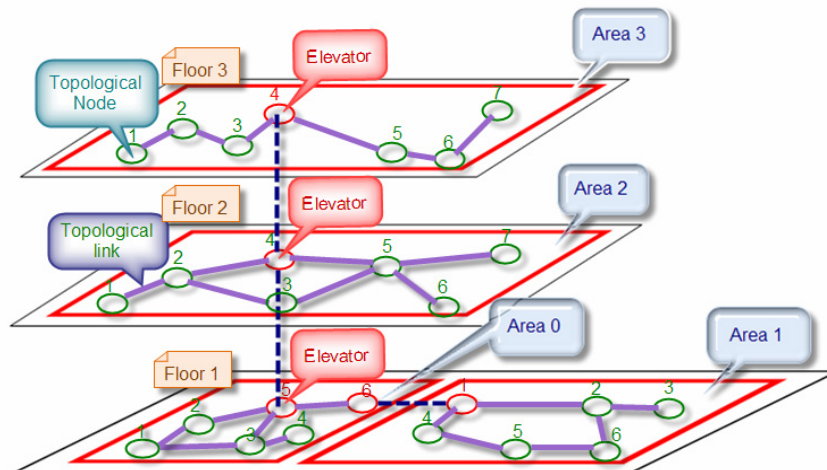 Area 3
Elevator
Floor 3
Topological
Node
4
7
2
3
1
5
6
Area 2
Floor 2
Elevator
Topological
link
4
7
5
2
1
3
6
Area 0
Area 1
Elevator
Floor 1
5
6
1
2
3
2
4
4
1
3
5
6